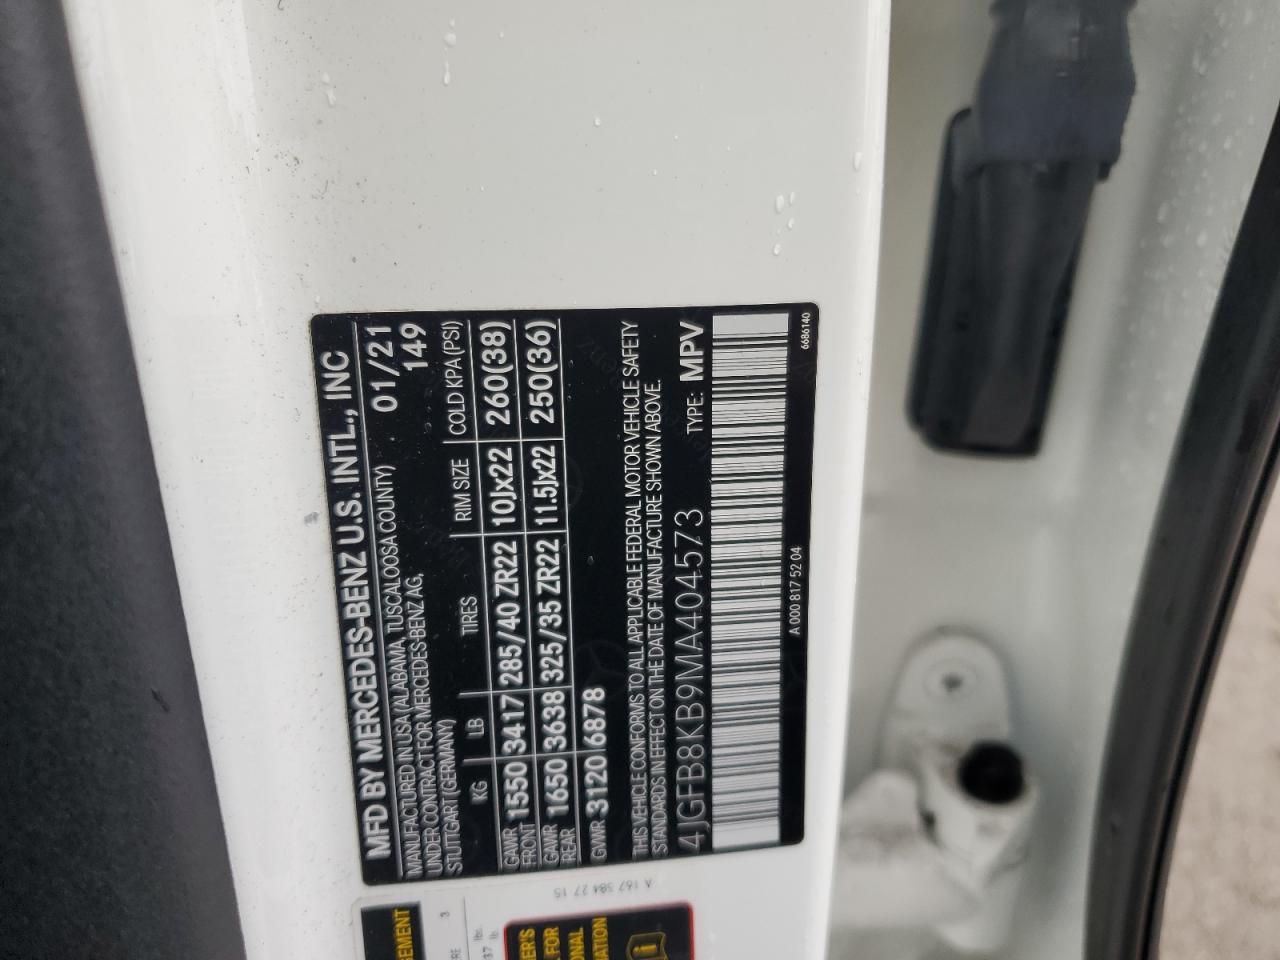 MFD BY MERCEDES-BENZ U.S. INTL., INC
MANUFACTURED IN USA (ALABAMA, TUSCALOOSA COUNTY) 01/21
UNDER CONTRACT FOR MERCEDES-BENZ AG, 149
STUTTGART (GERMANY)
KG LB TIRES RIM SIZE COLD KPA (PSI)
GAWR FRONT 1550 3417 285/40 ZR22 10Jx22 260(38)
GAWR REAR 1650 3638 325/35 ZR22 11.5Jx22 250(36)
GVWR 3120 6878
THIS VEHICLE CONFORMS TO ALL APPLICABLE FEDERAL MOTOR VEHICLE SAFETY
STANDARDS IN EFFECT ON THE DATE OF MANUFACTURE SHOWN ABOVE.
4JGFB8KB9MA404573 TYPE: MPV
A 000 817 52 04 6686140
A 167 584 27 15